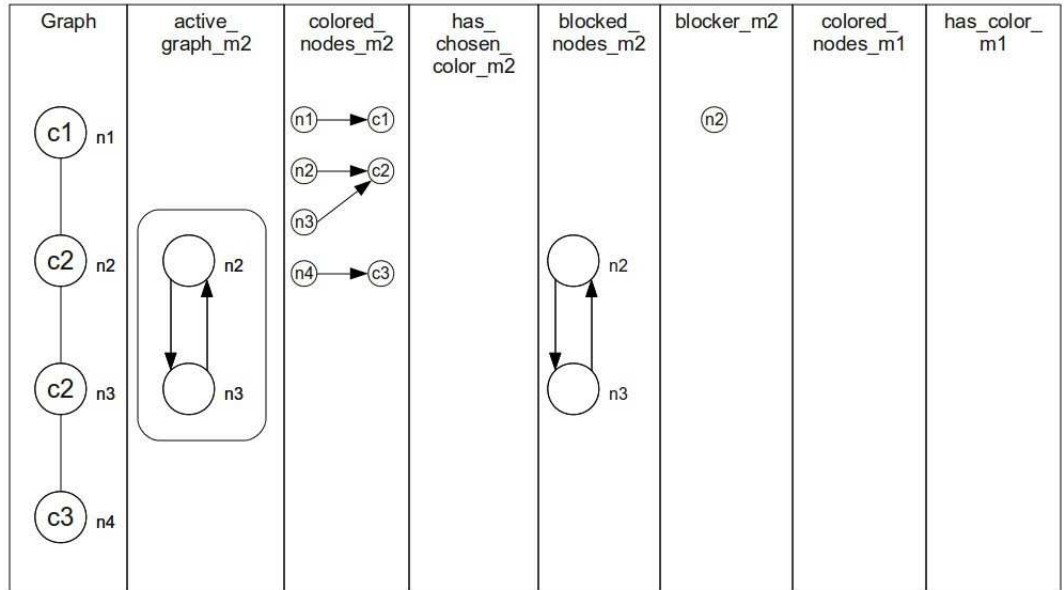 Graph
active_
graph_m2
colored_
nodes_m2
has_
chosen_
color_m2
blocked_
nodes_m2
blocker_m2
colored_
nodes_m1
has_color_
m1
c1 n1
n1 c1
n2
n2 c2
n3
c2 n2
n2
n4 c3
n2
c2 n3
n3
n3
c3 n4